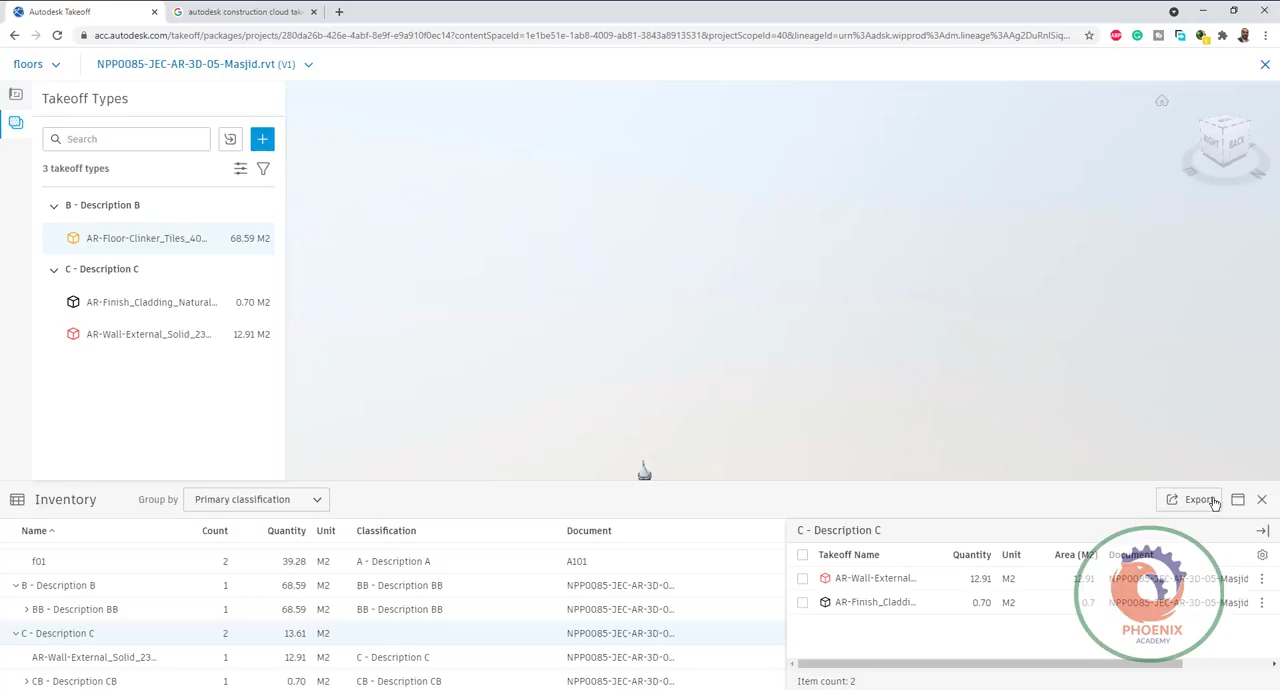 Autodesk Takeoff
autodesk construction cloud tak
acc.autodesk.com/takeoff/packages/projects/280da26b-426e-4abf-8e9f-e9a910f0ec14?contentSpaceId=1e1be51e-1ab8-4009-ab81-3843a8913531&projectScopeId=40&lineageId=urn%3Aadsk.wipprod%3Adm.lineage%3AAg2DuRnlSiq...
floors
NPP0085-JEC-AR-3D-05-Masjid.rvt (V1)
Takeoff Types
Search
3 takeoff types
B - Description B
AR-Floor-Clinker_Tiles_40... 68.59 M2
C - Description C
AR-Finish_Cladding_Natural... 0.70 M2
AR-Wall-External_Solid_23... 12.91 M2
RIGHT BACK
Inventory Group by Primary classification Export
Name Count Quantity Unit Classification Document
f01 2 39.28 M2 A - Description A A101
B - Description B 1 68.59 M2 BB - Description BB NPP0085-JEC-AR-3D-0...
BB - Description BB 1 68.59 M2 BB - Description BB NPP0085-JEC-AR-3D-0...
C - Description C 2 13.61 M2 NPP0085-JEC-AR-3D-0...
AR-Wall-External_Solid_23... 1 12.91 M2 C - Description C NPP0085-JEC-AR-3D-0...
CB - Description CB 1 0.70 M2 CB - Description CB NPP0085-JEC-AR-3D-0...
C - Description C
Takeoff Name Quantity Unit Area (M2) Document
AR-Wall-External... 12.91 M2 12.91 NPP0085-JEC-AR-3D-05-Masjid
AR-Finish_Claddi... 0.70 M2 0.7 NPP0085-JEC-AR-3D-05-Masjid
PHOENIX
ACADEMY
Item count: 2